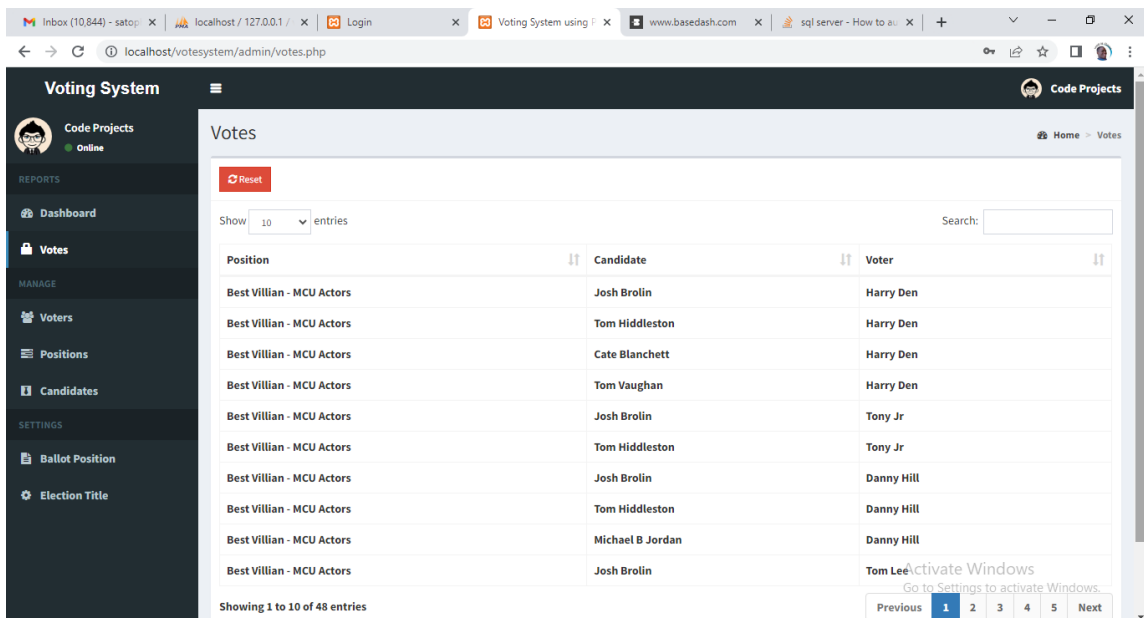 Inbox (10,844) - satop localhost / 127.0.0.1 / Login Voting System using P www.basedash.com sql server - How to au
localhost/votesystem/admin/votes.php
Voting System Code Projects
Code Projects
Online
Votes
Home > Votes
REPORTS
Reset
Dashboard
Show 10 entries Search:
Votes
Position Candidate Voter
MANAGE
Best Villian - MCU Actors Josh Brolin Harry Den
Voters
Best Villian - MCU Actors Tom Hiddleston Harry Den
Positions
Best Villian - MCU Actors Cate Blanchett Harry Den
Candidates
Best Villian - MCU Actors Tom Vaughan Harry Den
Best Villian - MCU Actors Josh Brolin Tony Jr
SETTINGS
Best Villian - MCU Actors Tom Hiddleston Tony Jr
Ballot Position
Best Villian - MCU Actors Josh Brolin Danny Hill
Election Title
Best Villian - MCU Actors Tom Hiddleston Danny Hill
Best Villian - MCU Actors Michael B Jordan Danny Hill
Best Villian - MCU Actors Josh Brolin Tom Lee
Activate Windows
Go to Settings to activate Windows.
Showing 1 to 10 of 48 entries Previous 1 2 3 4 5 Next